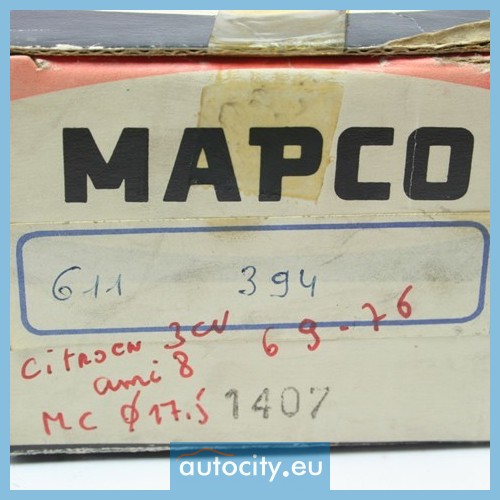 MAPCO
611 394
CITROEN 3CV 69-76
ami 8
MC Ø17.5 1407
autocity.eu